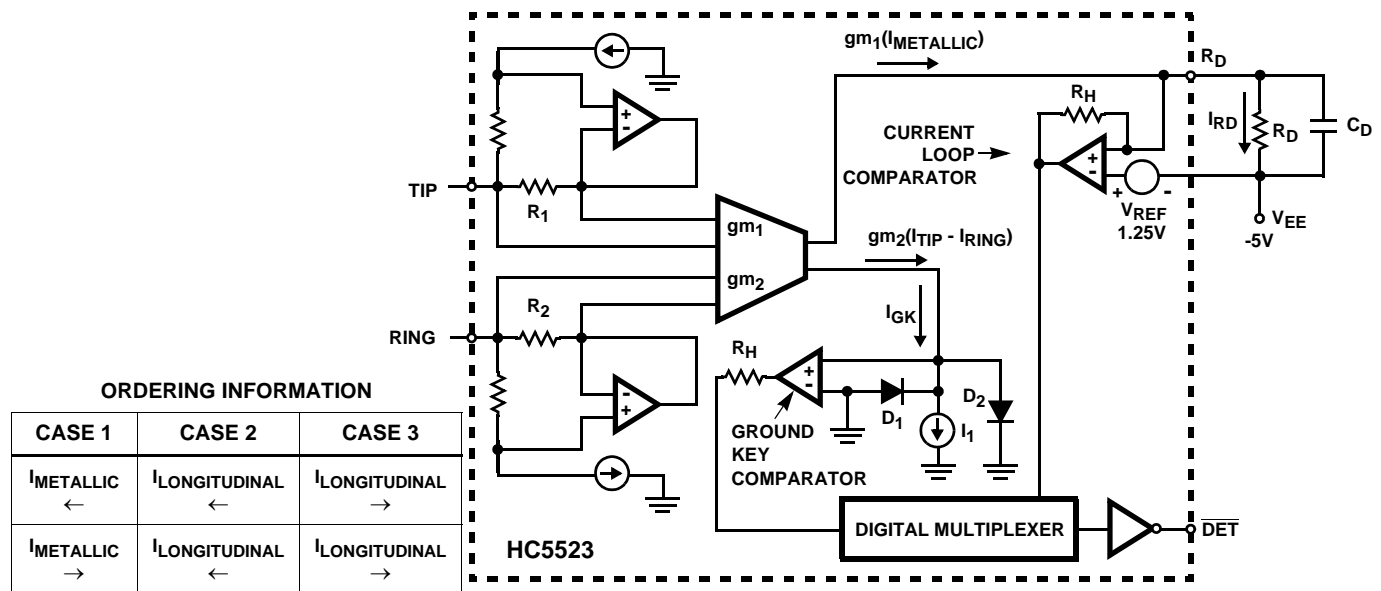 gm1(IMETALLIC)
RD
RH
IRD
RD
CD
CURRENT
LOOP
COMPARATOR
+
-
+
-
TIP
R1
+
-
VREF
1.25V
VEE
-5V
gm1
gm2(ITIP - IRING)
gm2
R2
IGK
RING
RH
-
+
+
-
D1
D2
I1
GROUND
KEY
COMPARATOR
DIGITAL MULTIPLEXER
DET
HC5523
ORDERING INFORMATION
CASE 1 CASE 2 CASE 3
IMETALLIC ILONGITUDINAL ILONGITUDINAL
← ← →
IMETALLIC ILONGITUDINAL ILONGITUDINAL
→ ← →